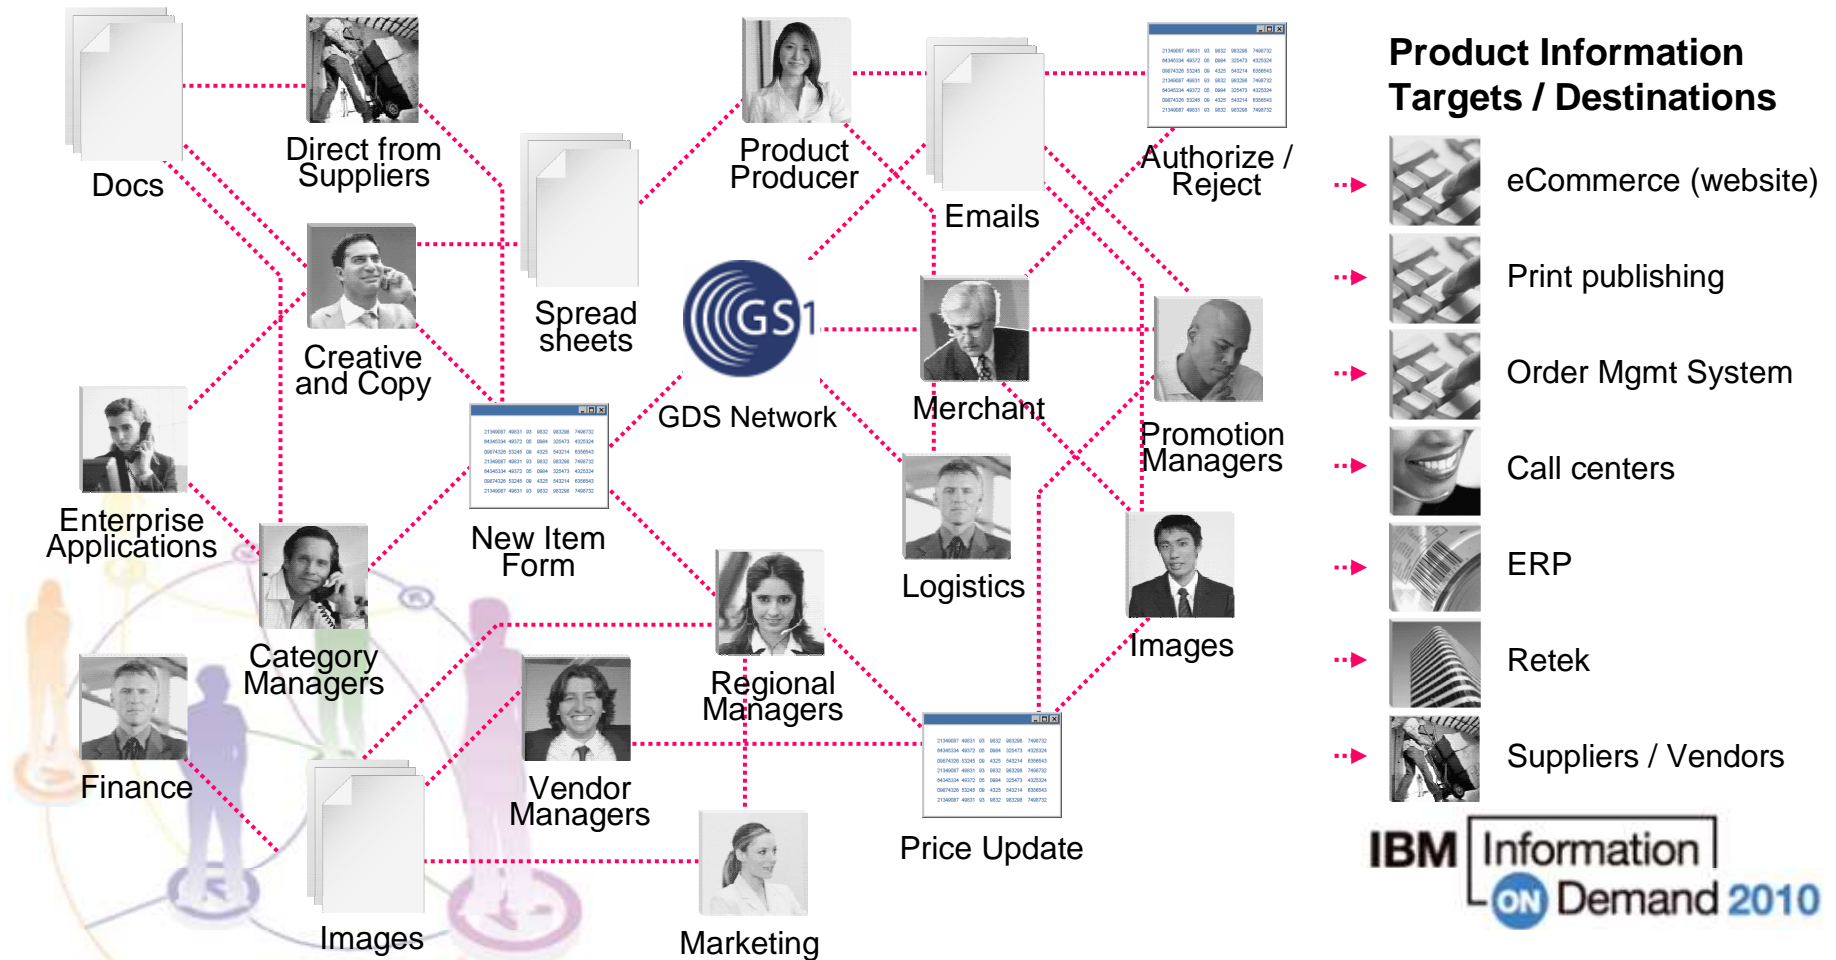 Docs
Direct from
Suppliers
Product
Producer
Emails
Authorize /
Reject
Spread
sheets
Creative
and Copy
GS1
GDS Network
Merchant
Promotion
Managers
Enterprise
Applications
New Item
Form
Logistics
Images
Category
Managers
Regional
Managers
Finance
Vendor
Managers
Price Update
Images
Marketing
Product Information
Targets / Destinations
eCommerce (website)
Print publishing
Order Mgmt System
Call centers
ERP
Retek
Suppliers / Vendors
IBM Information
ON Demand 2010